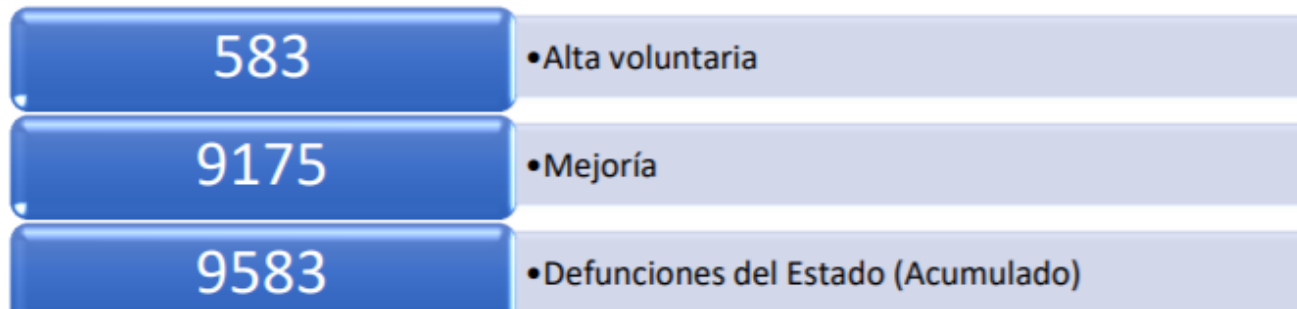 583
•Alta voluntaria
9175
•Mejoría
9583
•Defunciones del Estado (Acumulado)